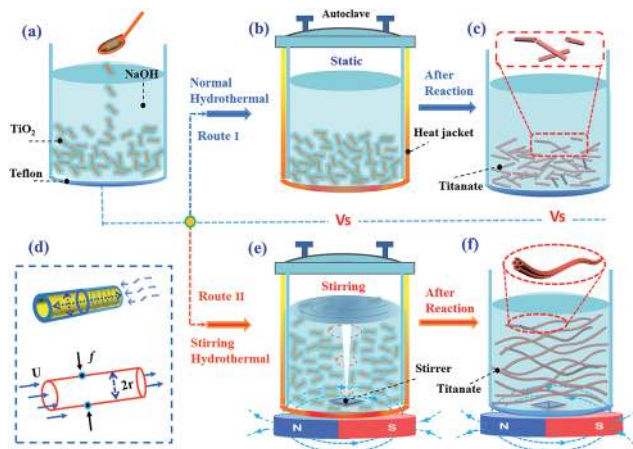 (a)
NaOH
TiO2
Teflon
Normal
Hydrothermal
Route I
(b)
Autoclave
Static
Heat jacket
After
Reaction
(c)
Titanate
Vs
Vs
(d)
U
f
2r
Route II
Stirring
Hydrothermal
(e)
Stirring
Stirrer
N
S
After
Reaction
(f)
Titanate
N
S